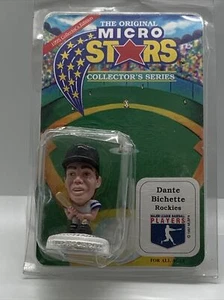 THE ORIGINAL
MICRO
STARS
COLLECTOR'S SERIES
Dante
Bichette
Rockies
PLAYERS
FOR ALL AGES